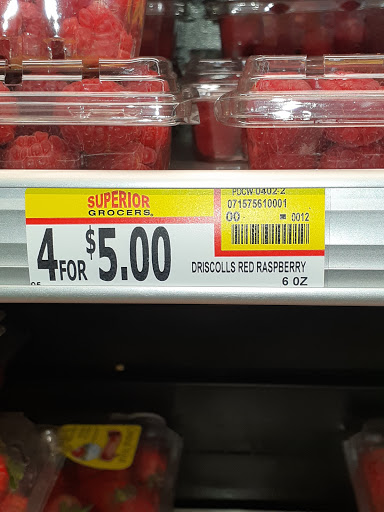 SUPERIOR
GROCERS
4 FOR $5.00
POCW-0402-2
071575610001
00 0012
DRISCOLLS RED RASPBERRY
6 OZ